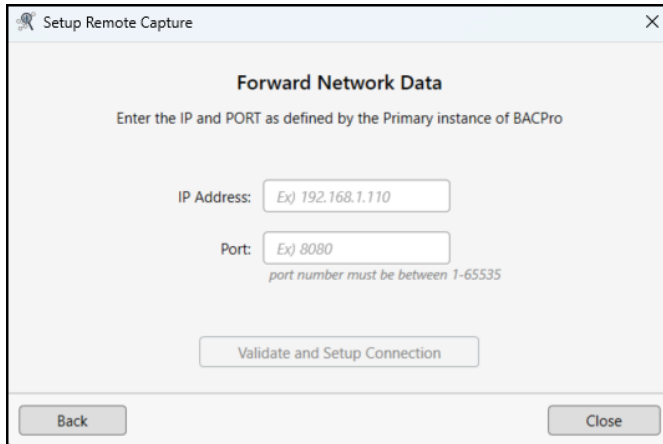 Setup Remote Capture
Forward Network Data
Enter the IP and PORT as defined by the Primary instance of BACPro
IP Address: Ex) 192.168.1.110
Port: Ex) 8080
port number must be between 1-65535
Validate and Setup Connection
Back Close